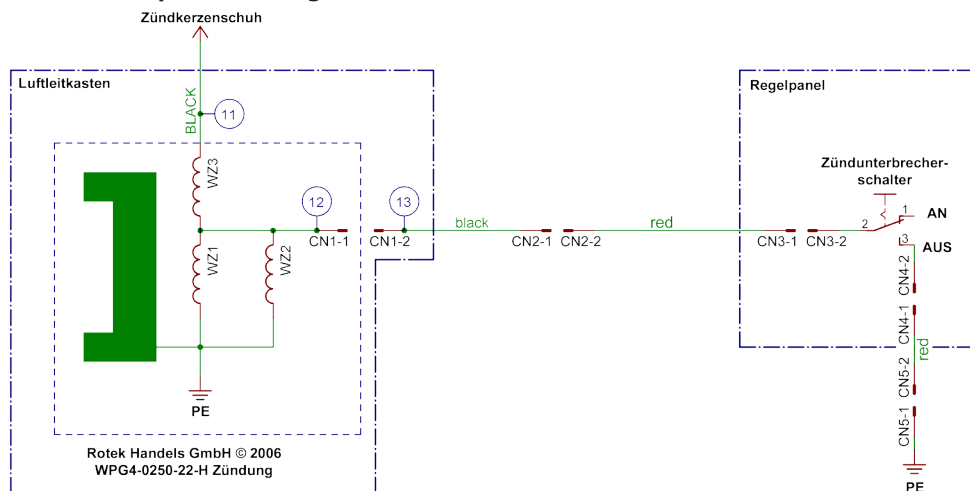 Zündkerzenschuh
Luftleitkasten
BLACK
11
WZ3
12
13
CN1-1
CN1-2
black
CN2-1
CN2-2
red
WZ1
WZ2
PE
Rotek Handels GmbH © 2006
WPG4-0250-22-H Zündung
Regelpanel
Zündunterbrecher-
schalter
1
AN
2
CN3-1
CN3-2
3
AUS
CN4-2
CN4-1
red
CN5-2
CN5-1
PE